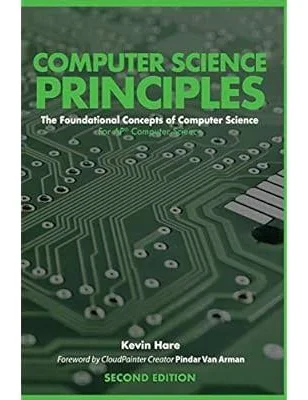 COMPUTER SCIENCE
PRINCIPLES
The Foundational Concepts of Computer Science
For AP® Computer Science
Kevin Hare
Foreword by CloudPainter Creator Pindar Van Arman
SECOND EDITION